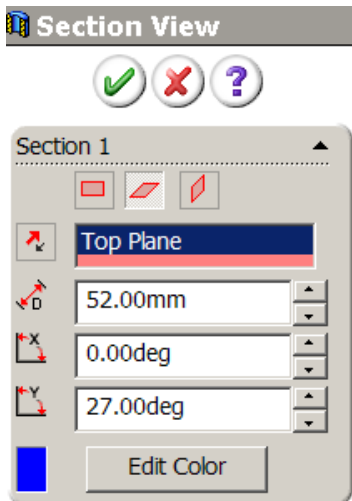 Section View
?
Section 1
Top Plane
D
52.00mm
X
0.00deg
Y
27.00deg
Edit Color